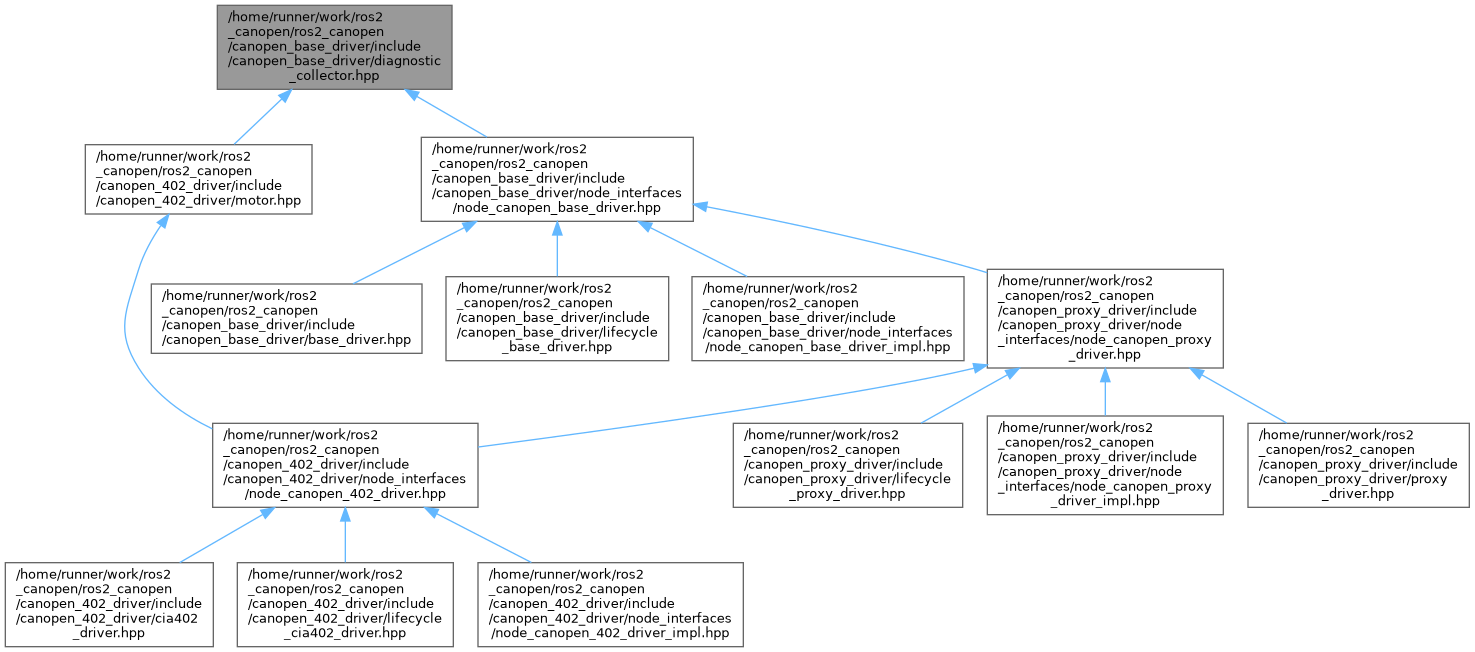 /home/runner/work/ros2
_canopen/ros2_canopen
/canopen_base_driver/include
/canopen_base_driver/diagnostic
_collector.hpp
/home/runner/work/ros2
_canopen/ros2_canopen
/canopen_402_driver/include
/canopen_402_driver/motor.hpp
/home/runner/work/ros2
_canopen/ros2_canopen
/canopen_base_driver/include
/canopen_base_driver/node_interfaces
/node_canopen_base_driver.hpp
/home/runner/work/ros2
_canopen/ros2_canopen
/canopen_base_driver/include
/canopen_base_driver/base_driver.hpp
/home/runner/work/ros2
_canopen/ros2_canopen
/canopen_base_driver/include
/canopen_base_driver/lifecycle
_base_driver.hpp
/home/runner/work/ros2
_canopen/ros2_canopen
/canopen_base_driver/include
/canopen_base_driver/node_interfaces
/node_canopen_base_driver_impl.hpp
/home/runner/work/ros2
_canopen/ros2_canopen
/canopen_proxy_driver/include
/canopen_proxy_driver/node
_interfaces/node_canopen_proxy
_driver.hpp
/home/runner/work/ros2
_canopen/ros2_canopen
/canopen_402_driver/include
/canopen_402_driver/node_interfaces
/node_canopen_402_driver.hpp
/home/runner/work/ros2
_canopen/ros2_canopen
/canopen_proxy_driver/include
/canopen_proxy_driver/lifecycle
_proxy_driver.hpp
/home/runner/work/ros2
_canopen/ros2_canopen
/canopen_proxy_driver/include
/canopen_proxy_driver/node
_interfaces/node_canopen_proxy
_driver_impl.hpp
/home/runner/work/ros2
_canopen/ros2_canopen
/canopen_proxy_driver/include
/canopen_proxy_driver/proxy
_driver.hpp
/home/runner/work/ros2
_canopen/ros2_canopen
/canopen_402_driver/include
/canopen_402_driver/cia402
_driver.hpp
/home/runner/work/ros2
_canopen/ros2_canopen
/canopen_402_driver/include
/canopen_402_driver/lifecycle
_cia402_driver.hpp
/home/runner/work/ros2
_canopen/ros2_canopen
/canopen_402_driver/include
/canopen_402_driver/node_interfaces
/node_canopen_402_driver_impl.hpp